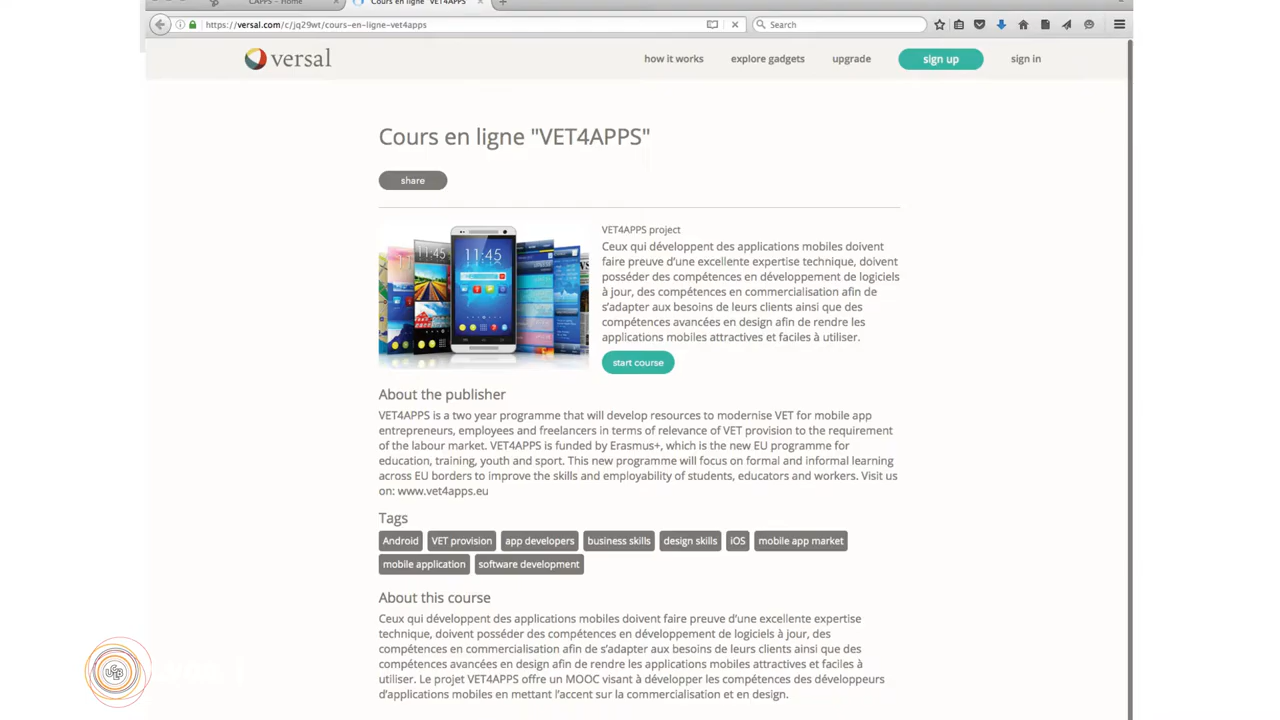 CAPPS – Home
Cours en ligne "VET4APPS"
https://versal.com/c/jq29wt/cours-en-ligne-vet4apps
Search
versal
how it works
explore gadgets
upgrade
sign up
sign in
Cours en ligne "VET4APPS"
share
11:45
11:45
VET4APPS project
Ceux qui développent des applications mobiles doivent
faire preuve d’une excellente expertise technique, doivent
posséder des compétences en développement de logiciels
à jour, des compétences en commercialisation afin de
s’adapter aux besoins de leurs clients ainsi que des
compétences avancées en design afin de rendre les
applications mobiles attractives et faciles à utiliser.
start course
About the publisher
VET4APPS is a two year programme that will develop resources to modernise VET for mobile app
entrepreneurs, employees and freelancers in terms of relevance of VET provision to the requirement
of the labour market. VET4APPS is funded by Erasmus+, which is the new EU programme for
education, training, youth and sport. This new programme will focus on formal and informal learning
across EU borders to improve the skills and employability of students, educators and workers. Visit us
on: www.vet4apps.eu
Tags
Android
VET provision
app developers
business skills
design skills
iOS
mobile app market
mobile application
software development
About this course
Ceux qui développent des applications mobiles doivent faire preuve d’une excellente expertise
technique, doivent posséder des compétences en développement de logiciels à jour, des
compétences en commercialisation afin de s’adapter aux besoins de leurs clients ainsi que des
compétences avancées en design afin de rendre les applications mobiles attractives et faciles à
utiliser. Le projet VET4APPS offre un MOOC visant à développer les compétences des développeurs
d’applications mobiles en mettant l’accent sur la commercialisation et en design.